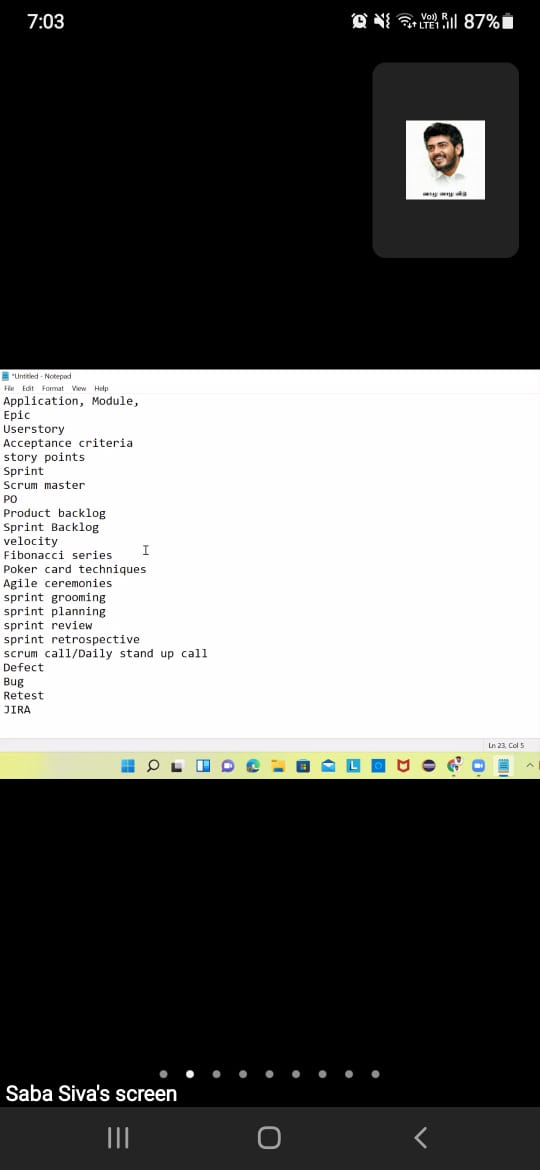 7:03
Vo)) R
LTE1 87%
வாழு வாழ விடு
*Untitled - Notepad
File Edit Format View Help
Application, Module,
Epic
Userstory
Acceptance criteria
story points
Sprint
Scrum master
PO
Product backlog
Sprint Backlog
velocity
Fibonacci series
Poker card techniques
Agile ceremonies
sprint grooming
sprint planning
sprint review
sprint retrospective
scrum call/Daily stand up call
Defect
Bug
Retest
JIRA
Ln 23, Col 5
Saba Siva's screen